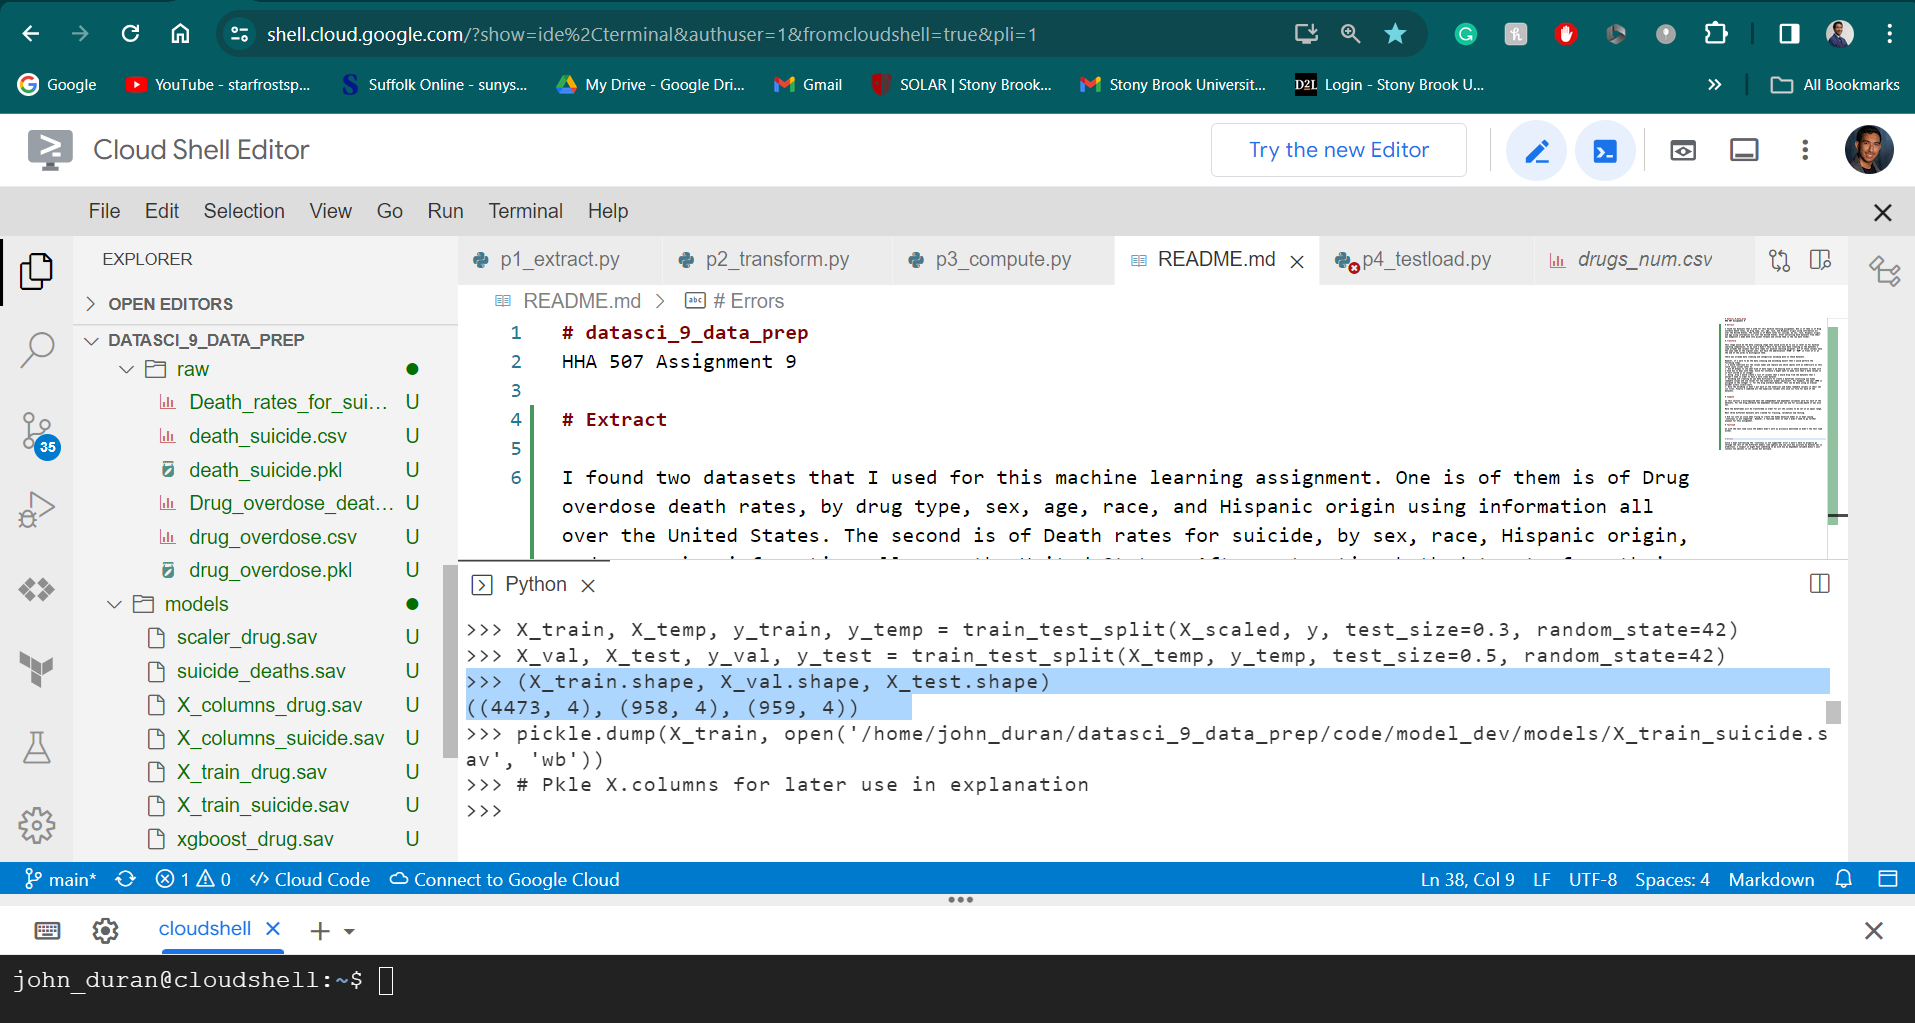 shell.cloud.google.com/?show=ide%2Cterminal&authuser=1&fromcloudshell=true&pli=1
Google
YouTube - starfrostsp...
Suffolk Online - sunys...
My Drive - Google Dri...
Gmail
SOLAR | Stony Brook...
Stony Brook Universit...
D2L
Login - Stony Brook U...
All Bookmarks
Cloud Shell Editor
Try the new Editor
File Edit Selection View Go Run Terminal Help
EXPLORER
OPEN EDITORS
DATASCI_9_DATA_PREP
raw
Death_rates_for_sui... U
death_suicide.csv U
death_suicide.pkl U
Drug_overdose_deat... U
drug_overdose.csv U
drug_overdose.pkl U
models
scaler_drug.sav U
suicide_deaths.sav U
X_columns_drug.sav U
X_columns_suicide.sav U
X_train_drug.sav U
X_train_suicide.sav U
xgboost_drug.sav U
35
p1_extract.py
p2_transform.py
p3_compute.py
README.md
p4_testload.py
drugs_num.csv
README.md > abc # Errors
1 # datasci_9_data_prep
2 HHA 507 Assignment 9
3
4 # Extract
5
6 I found two datasets that I used for this machine learning assignment. One is of them is of Drug
overdose death rates, by drug type, sex, age, race, and Hispanic origin using information all
over the United States. The second is of Death rates for suicide, by sex, race, Hispanic origin,
Python
>>> X_train, X_temp, y_train, y_temp = train_test_split(X_scaled, y, test_size=0.3, random_state=42)
>>> X_val, X_test, y_val, y_test = train_test_split(X_temp, y_temp, test_size=0.5, random_state=42)
>>> (X_train.shape, X_val.shape, X_test.shape)
((4473, 4), (958, 4), (959, 4))
>>> pickle.dump(X_train, open('/home/john_duran/datasci_9_data_prep/code/model_dev/models/X_train_suicide.s
av', 'wb'))
>>> # Pkle X.columns for later use in explanation
>>>
main* 1 0 Cloud Code Connect to Google Cloud
Ln 38, Col 9 LF UTF-8 Spaces: 4 Markdown
cloudshell
john_duran@cloudshell:~$